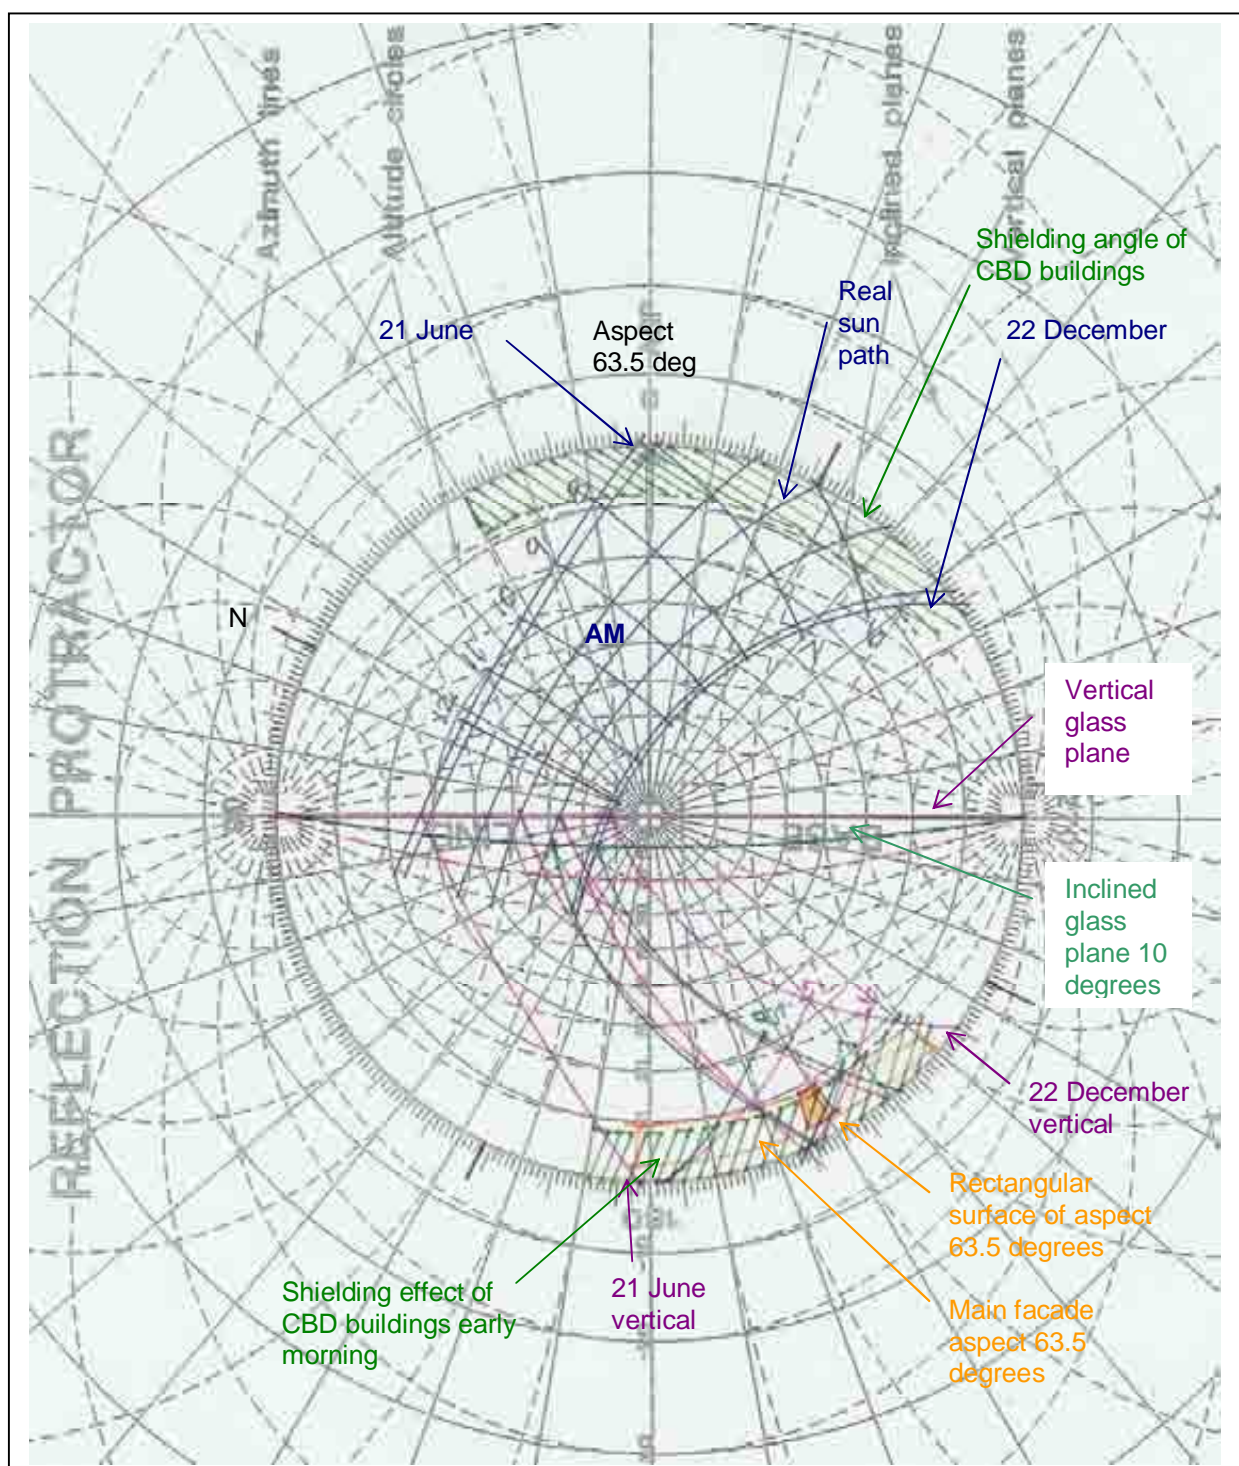 Azimuth lines
Altitude circles
Inclined planes
Vertical planes
Shielding angle of
CBD buildings
Real
sun
path
21 June
Aspect
63.5 deg
22 December
REFLECTION PROTRACTOR
N
AM
Vertical
glass
plane
Inclined
glass
plane 10
degrees
22 December
vertical
Rectangular
surface of aspect
63.5 degrees
Shielding effect of
CBD buildings early
morning
21 June
vertical
Main facade
aspect 63.5
degrees